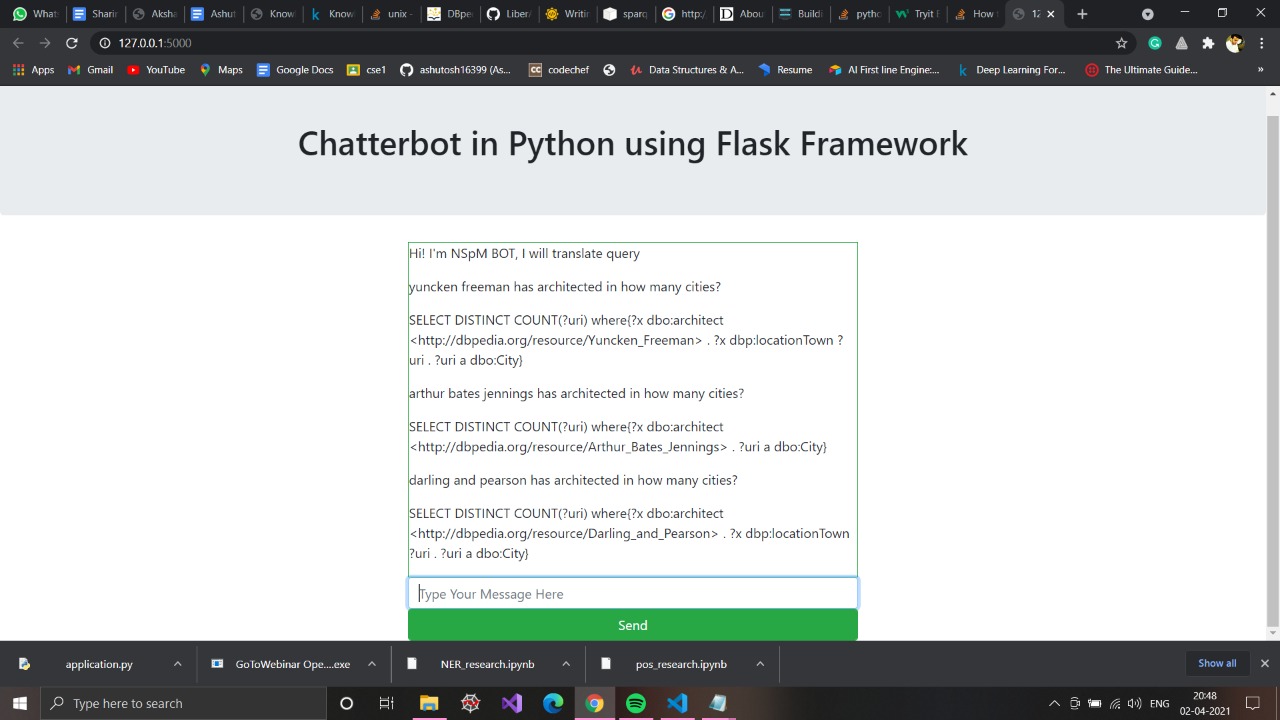 Whats
Sharin
Aksha
Ashut
Know
Know
unix -
DBpe
LiberA
Writin
sparq
http:/
Abou
Buildi
pytho
Tryit E
How t
12
127.0.0.1:5000
Apps
Gmail
YouTube
Maps
Google Docs
cse1
ashutosh16399 (As...
codechef
Data Structures & A...
Resume
AI First line Engine:...
Deep Learning For...
The Ultimate Guide...
»
Chatterbot in Python using Flask Framework
Hi! I'm NSpM BOT, I will translate query
yuncken freeman has architected in how many cities?
SELECT DISTINCT COUNT(?uri) where{?x dbo:architect
<http://dbpedia.org/resource/Yuncken_Freeman> . ?x dbp:locationTown ?
uri . ?uri a dbo:City}
arthur bates jennings has architected in how many cities?
SELECT DISTINCT COUNT(?uri) where{?x dbo:architect
<http://dbpedia.org/resource/Arthur_Bates_Jennings> . ?uri a dbo:City}
darling and pearson has architected in how many cities?
SELECT DISTINCT COUNT(?uri) where{?x dbo:architect
<http://dbpedia.org/resource/Darling_and_Pearson> . ?x dbp:locationTown
?uri . ?uri a dbo:City}
Type Your Message Here
Send
application.py
GoToWebinar Ope....exe
NER_research.ipynb
pos_research.ipynb
Show all
Type here to search
ENG
20:48
02-04-2021